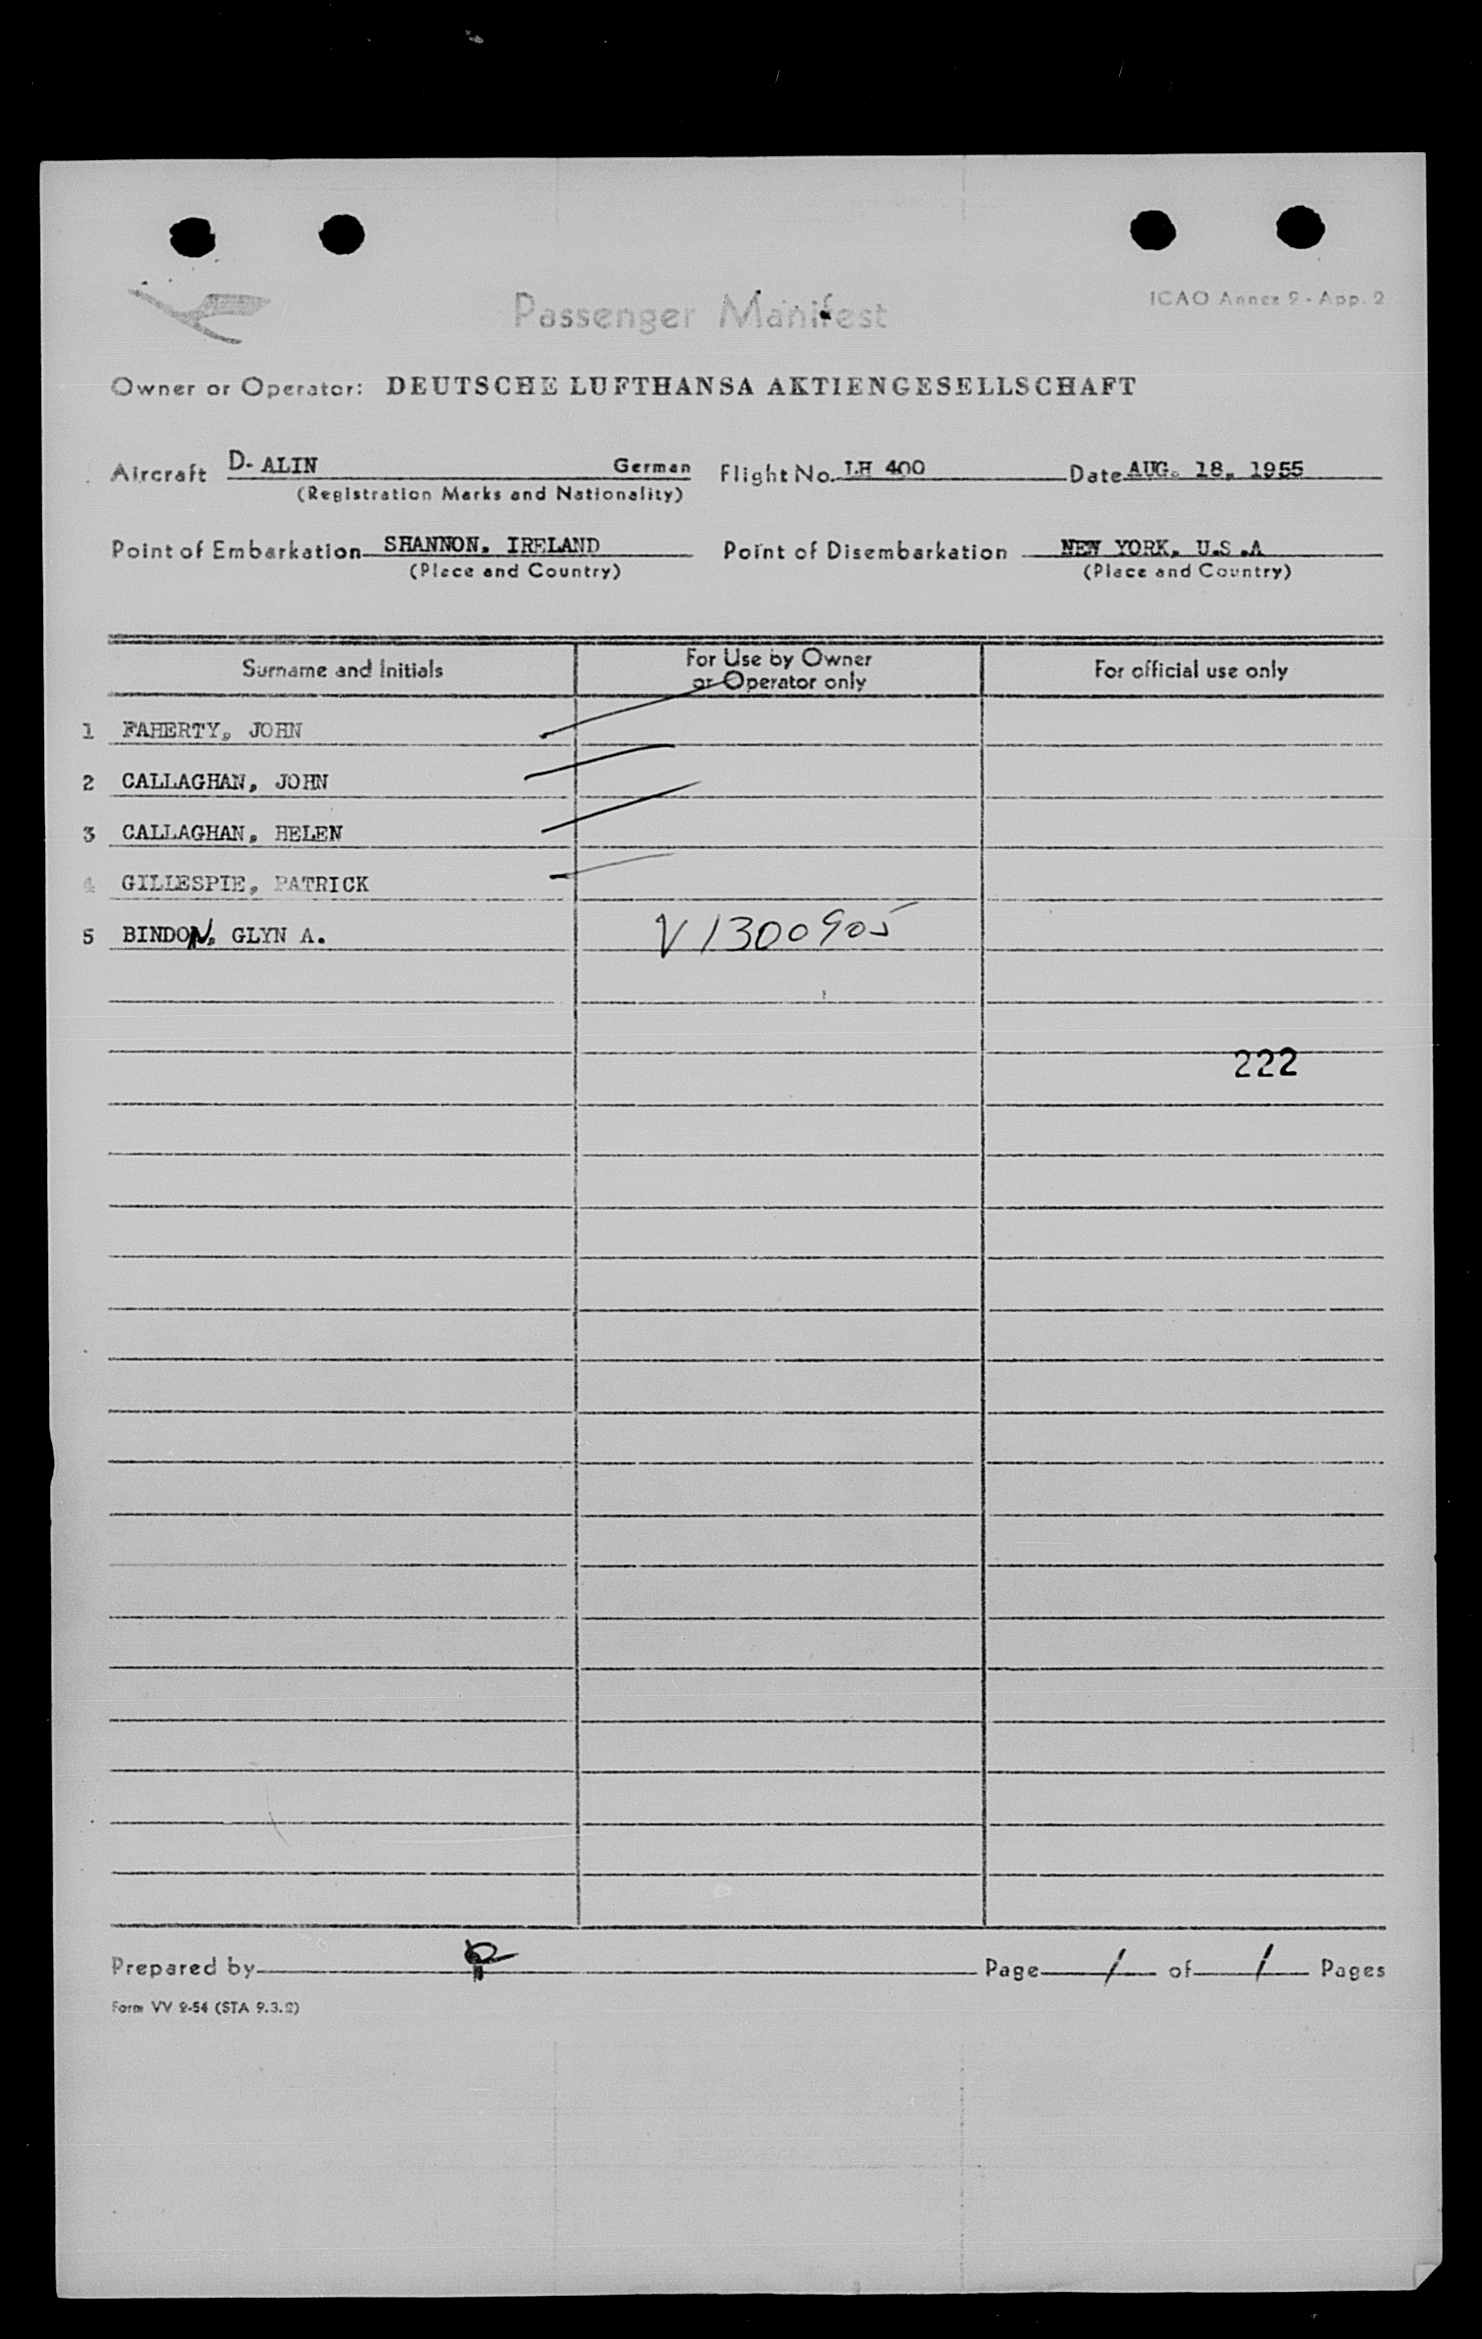 Passenger Manifest
ICAO Annex 9 - App. 2
Owner or Operator: DEUTSCHE LUFTHANSA AKTIENGESELLSCHAFT
Aircraft D- ALIN German Flight No. LH 400 Date AUG. 18, 1955
(Registration Marks and Nationality)
Point of Embarkation SHANNON, IRELAND Point of Disembarkation NEW YORK, U.S.A
(Place and Country) (Place and Country)
Surname and Initials For Use by Owner or Operator only For official use only
1 FAHERTY, JOHN
2 CALLAGHAN, JOHN
3 CALLAGHAN, HELEN
4 GILLESPIE, PATRICK
5 BINDON, GLYN A. V1300905
222
Prepared by Page 1 of 1 Pages
Form VV 2-54 (STA 9.3.2)